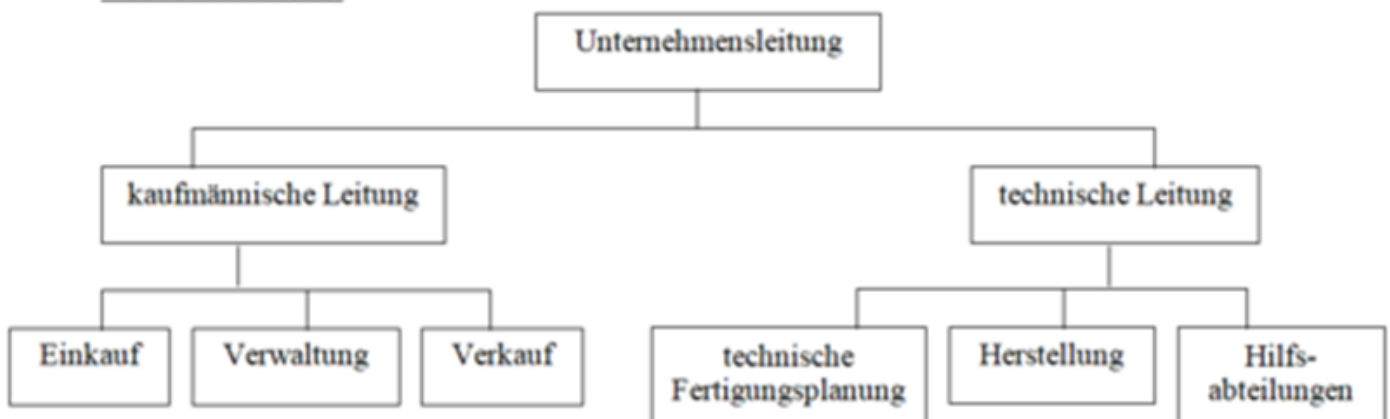 Unternehmensleitung
kaufmännische Leitung
technische Leitung
Einkauf
Verwaltung
Verkauf
technische
Fertigungsplanung
Herstellung
Hilfs-
abteilungen